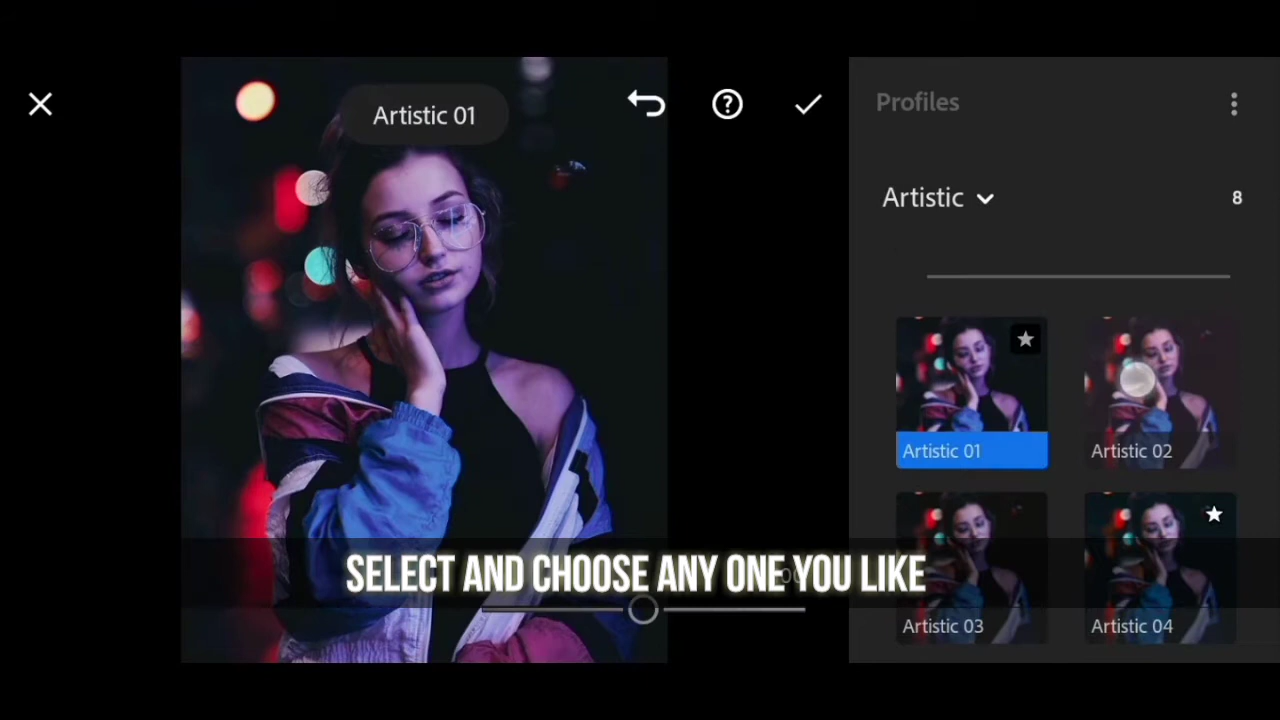 Artistic 01
Profiles
Artistic
8
Artistic 01
Artistic 02
SELECT AND CHOOSE ANY ONE YOU LIKE
Artistic 03
Artistic 04